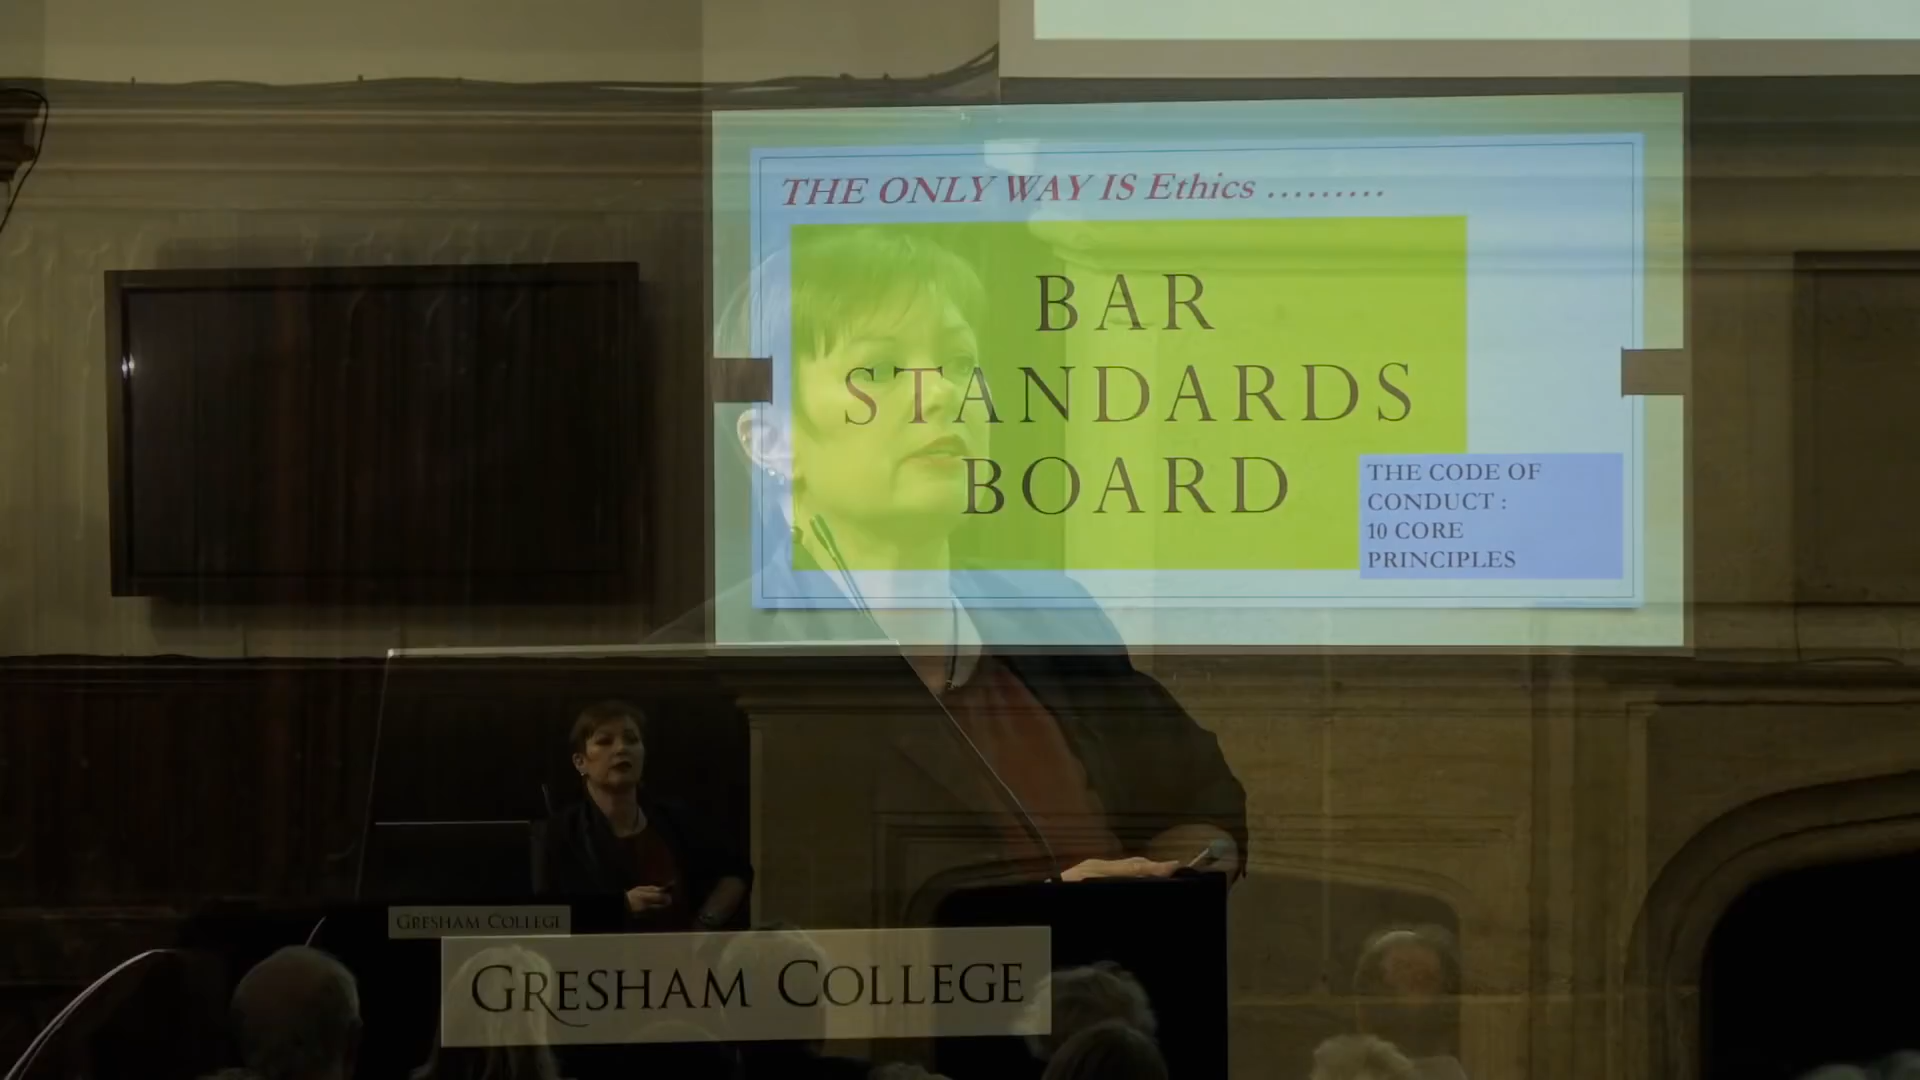 THE ONLY WAY IS Ethics .........
BAR
STANDARDS
BOARD
THE CODE OF
CONDUCT :
10 CORE
PRINCIPLES
GRESHAM COLLEGE
GRESHAM COLLEGE